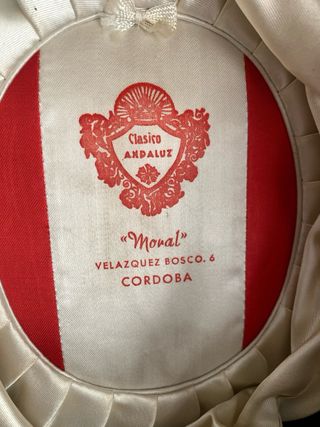 Clasico
ANDALUZ
«Moral»
VELAZQUEZ BOSCO. 6
CORDOBA